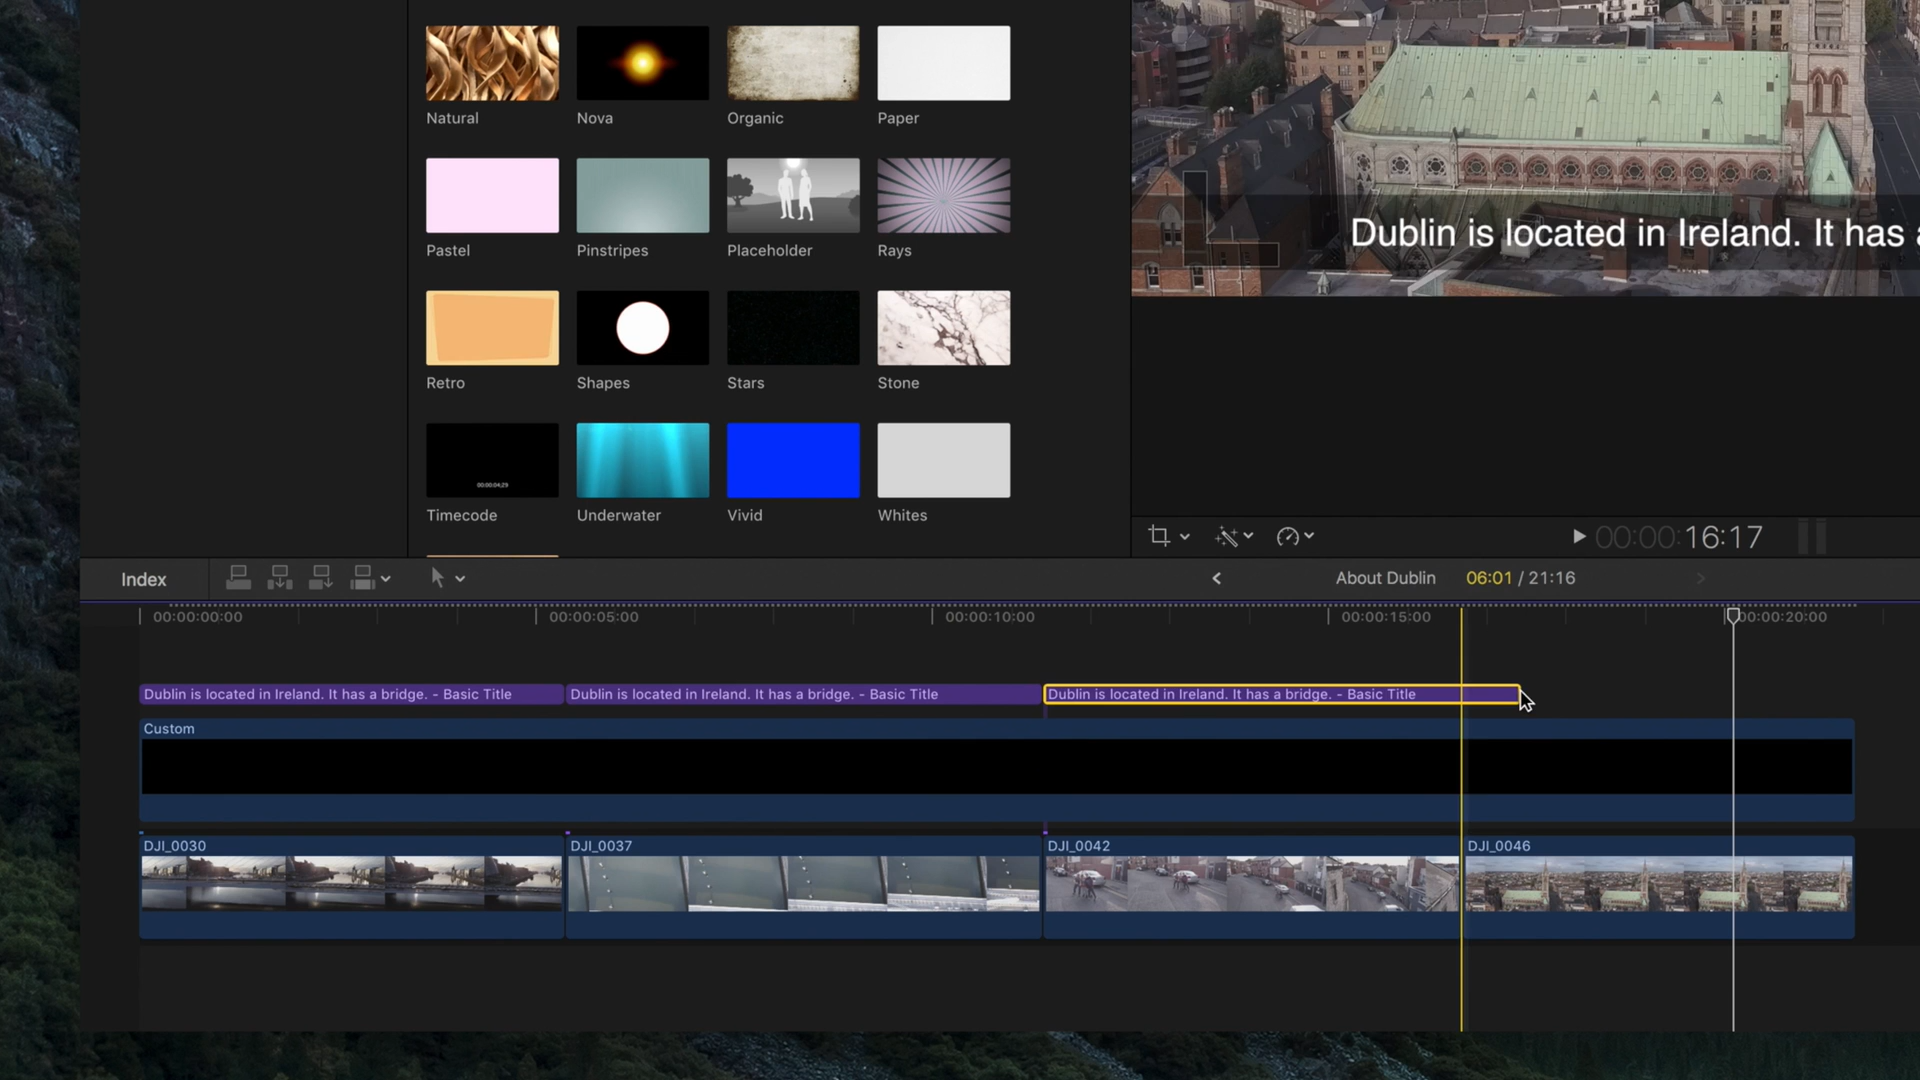 Natural
Nova
Organic
Paper
Pastel
Pinstripes
Placeholder
Rays
Retro
Shapes
Stars
Stone
00:00:04;29
Timecode
Underwater
Vivid
Whites
Dublin is located in Ireland. It has
00:00:16:17
Index
About Dublin
06:01 / 21:16
00:00:00:00
00:00:05:00
00:00:10:00
00:00:15:00
00:00:20:00
Dublin is located in Ireland. It has a bridge. - Basic Title
Dublin is located in Ireland. It has a bridge. - Basic Title
Dublin is located in Ireland. It has a bridge. - Basic Title
Custom
DJI_0030
DJI_0037
DJI_0042
DJI_0046